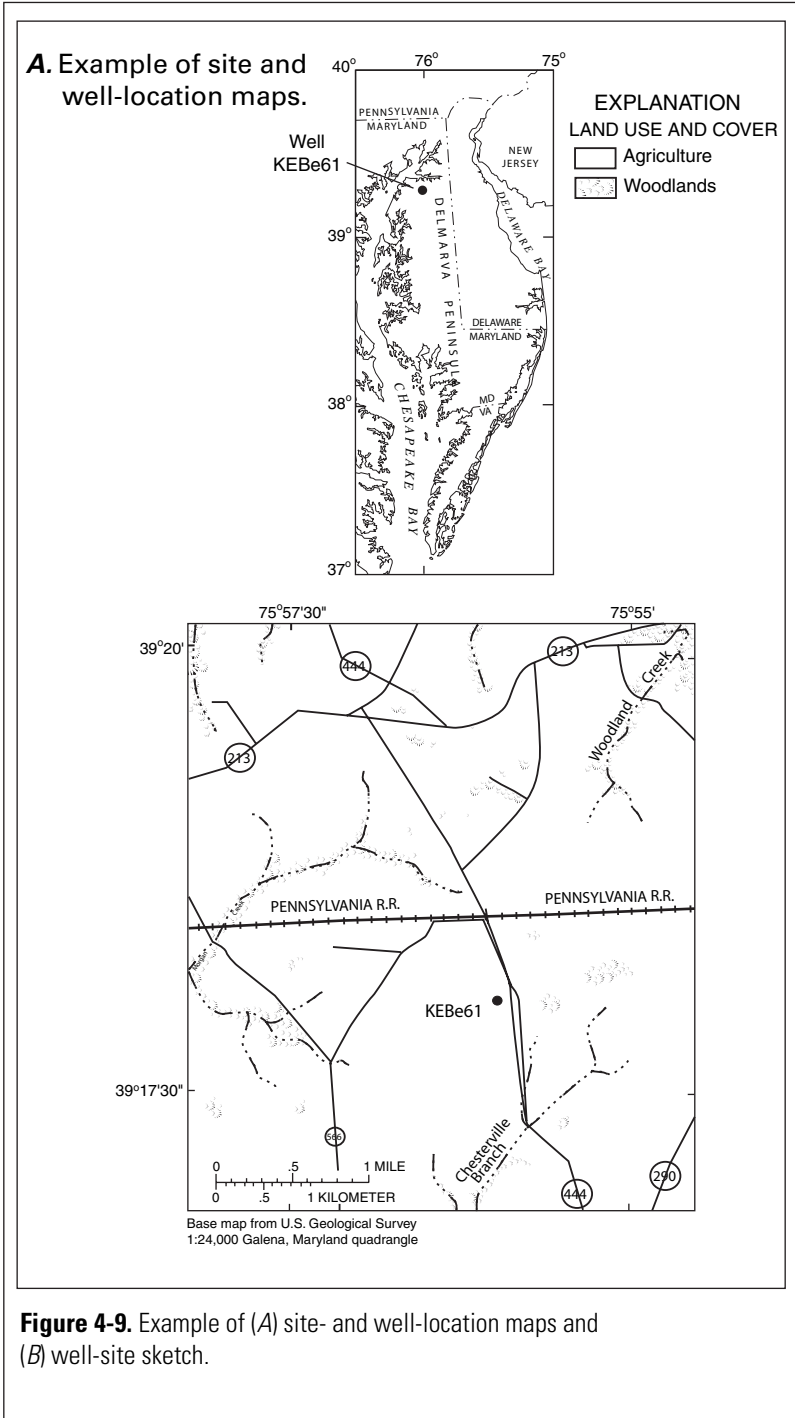 A. Example of site and
well-location maps.
40°
76°
75°
EXPLANATION
LAND USE AND COVER
Agriculture
Woodlands
PENNSYLVANIA
MARYLAND
Well
KEBe61
NEW
JERSEY
DELAWARE BAY
39°
DELMARVA PENINSULA
DELAWARE
MARYLAND
38°
MD
VA
CHESAPEAKE BAY
37°
75°57'30"
75°55'
39°20'
444
213
Woodland Creek
213
PENNSYLVANIA R.R.
PENNSYLVANIA R.R.
Morgan Creek
KEBe61
39°17'30"
566
Chesterville
Branch
444
290
0 .5 1 MILE
0 .5 1 KILOMETER
Base map from U.S. Geological Survey
1:24,000 Galena, Maryland quadrangle
Figure 4-9. Example of (A) site- and well-location maps and
(B) well-site sketch.